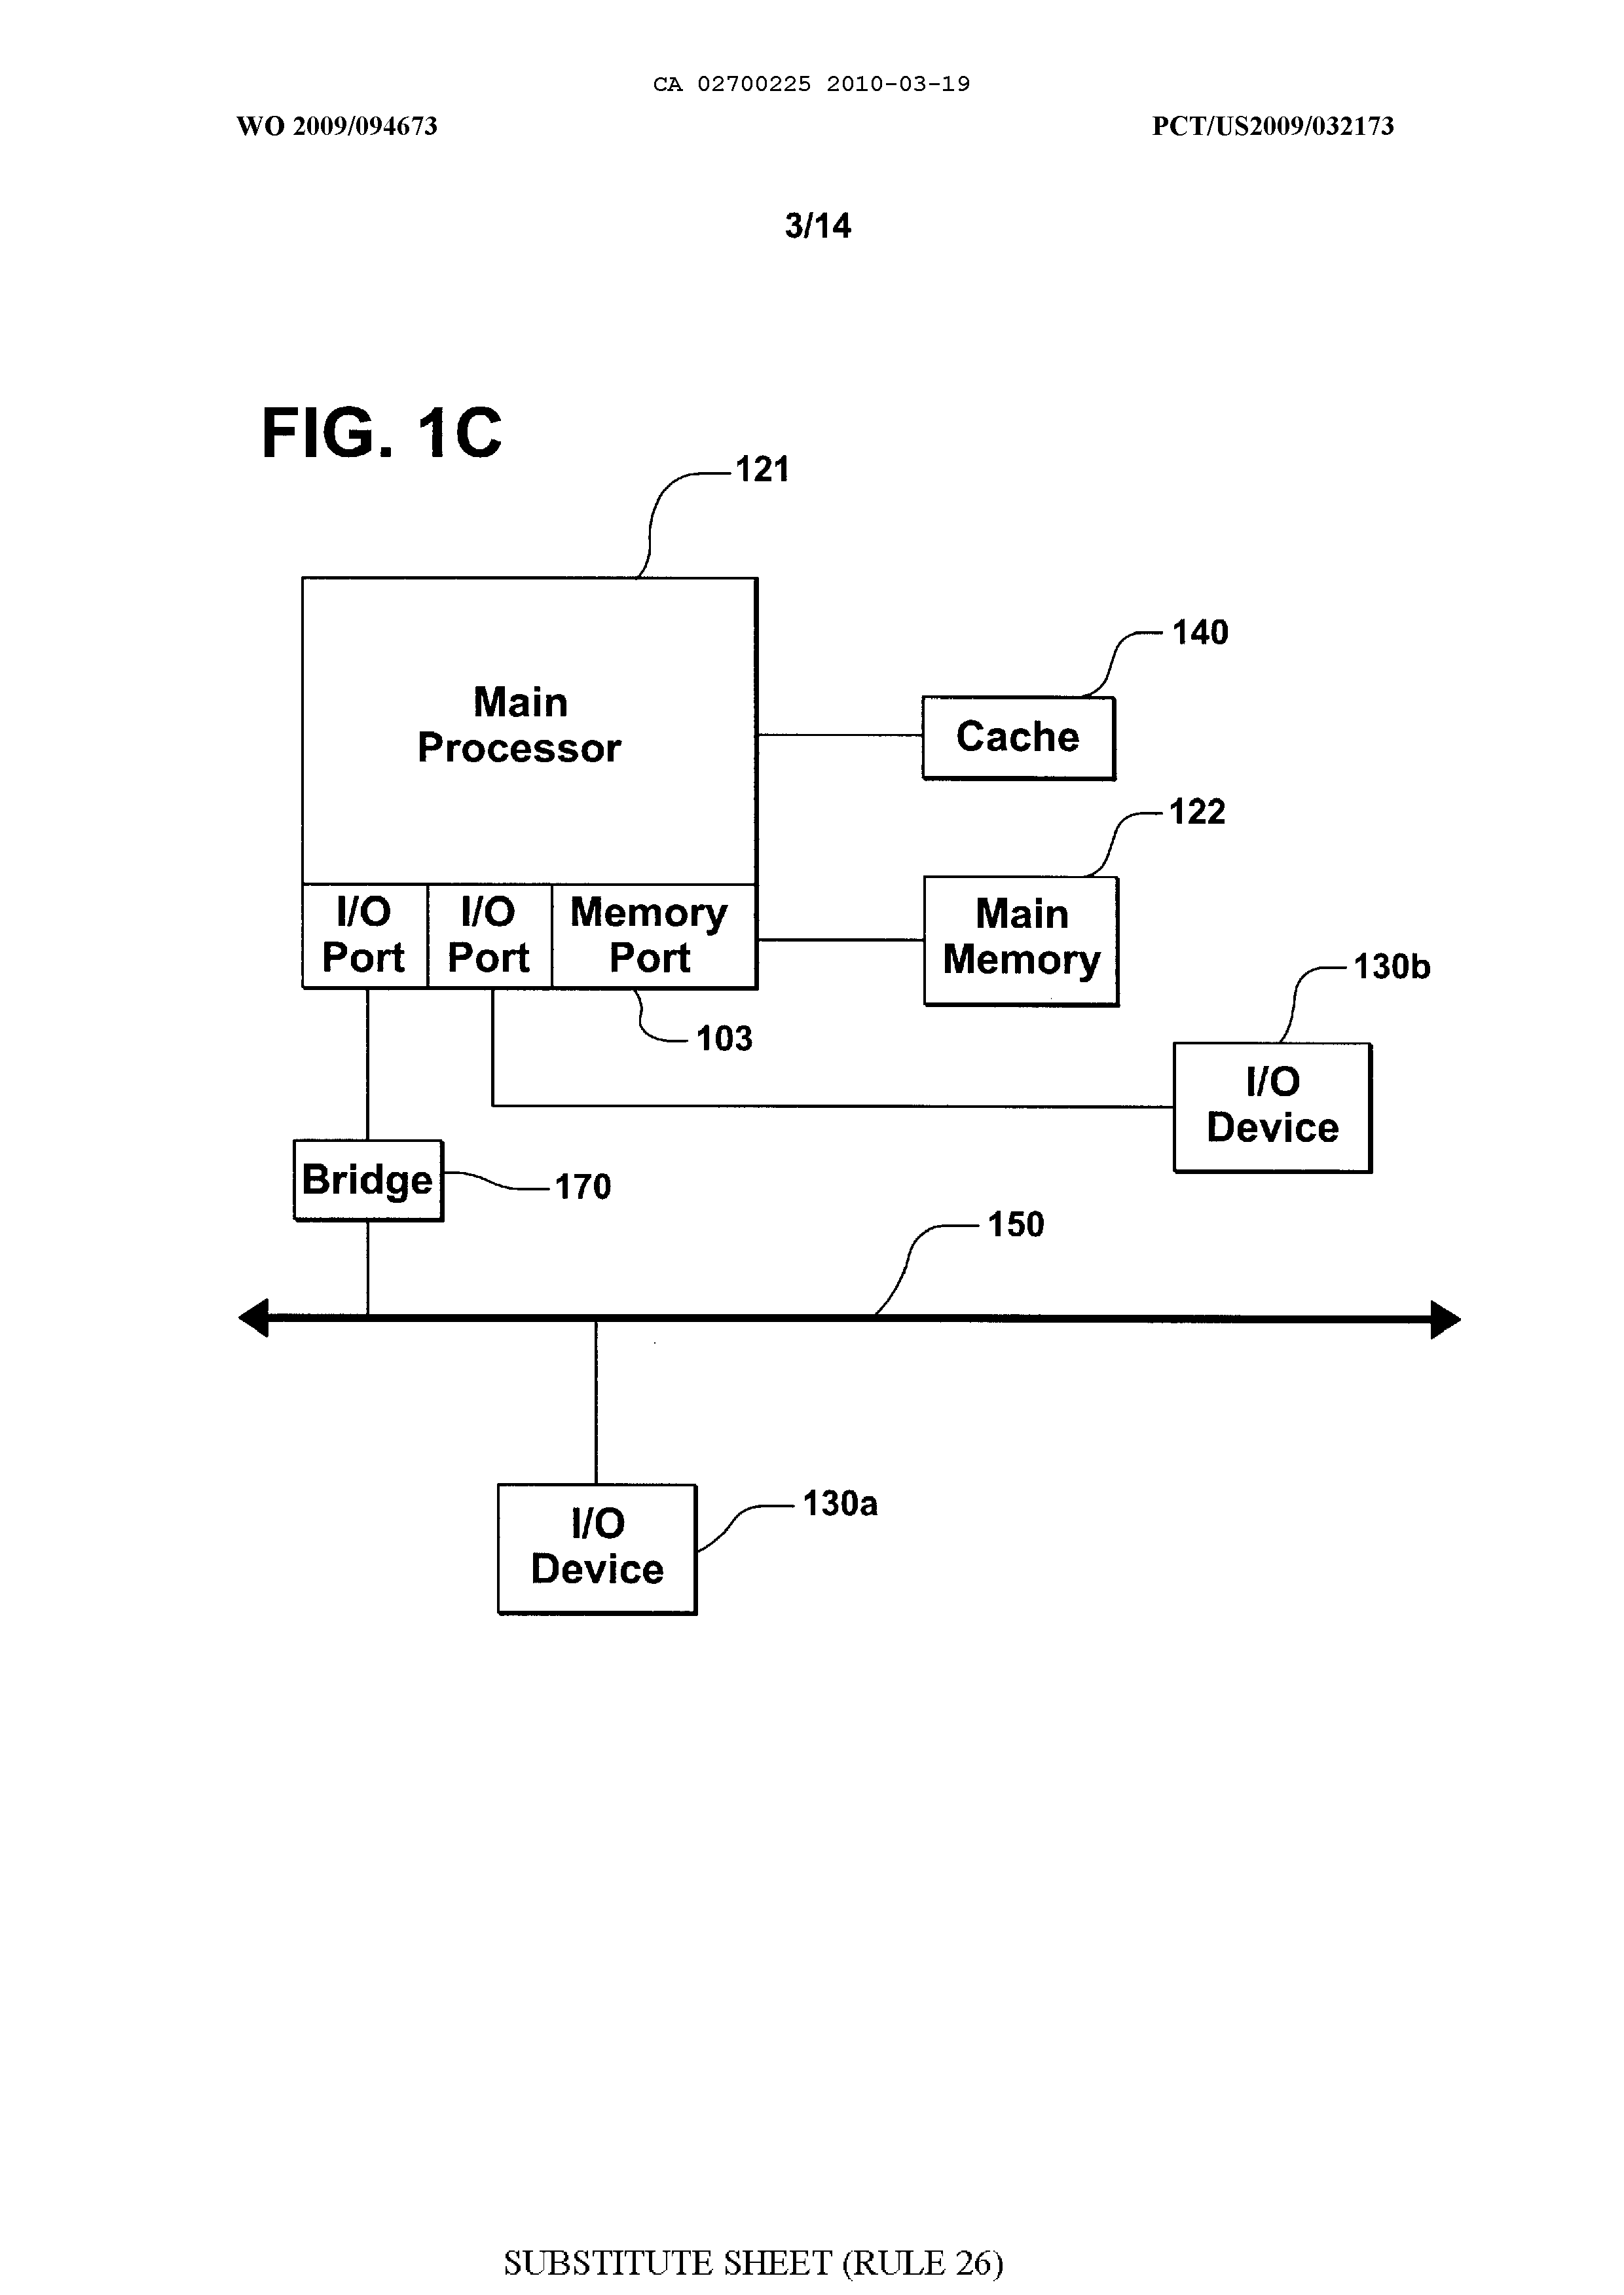 CA 02700225 2010-03-19
WO 2009/094673
PCT/US2009/032173
3/14
FIG. 1C
121
140
Main
Processor
Cache
122
I/O
Port
I/O
Port
Memory
Port
Main
Memory
130b
103
I/O
Device
Bridge
170
150
130a
I/O
Device
SUBSTITUTE SHEET (RULE 26)